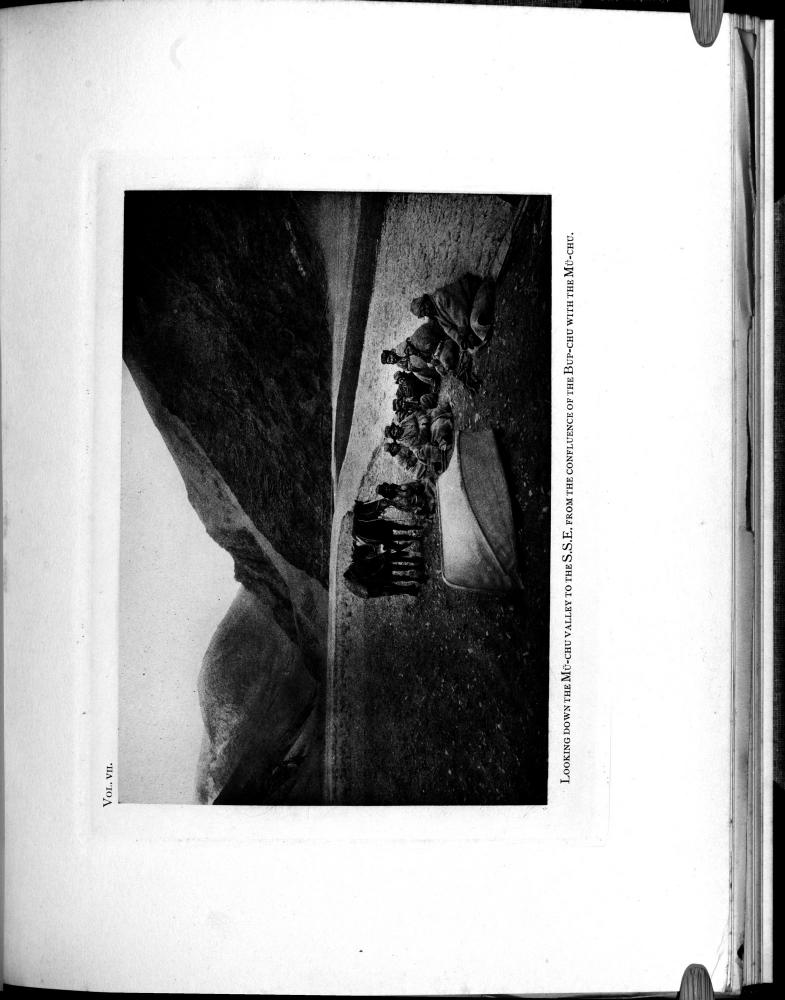 VOL. VII.
LOOKING DOWN THE MÜ-CHU VALLEY TO THE S.S.E. FROM THE CONFLUENCE OF THE BUP-CHU WITH THE MÜ-CHU.